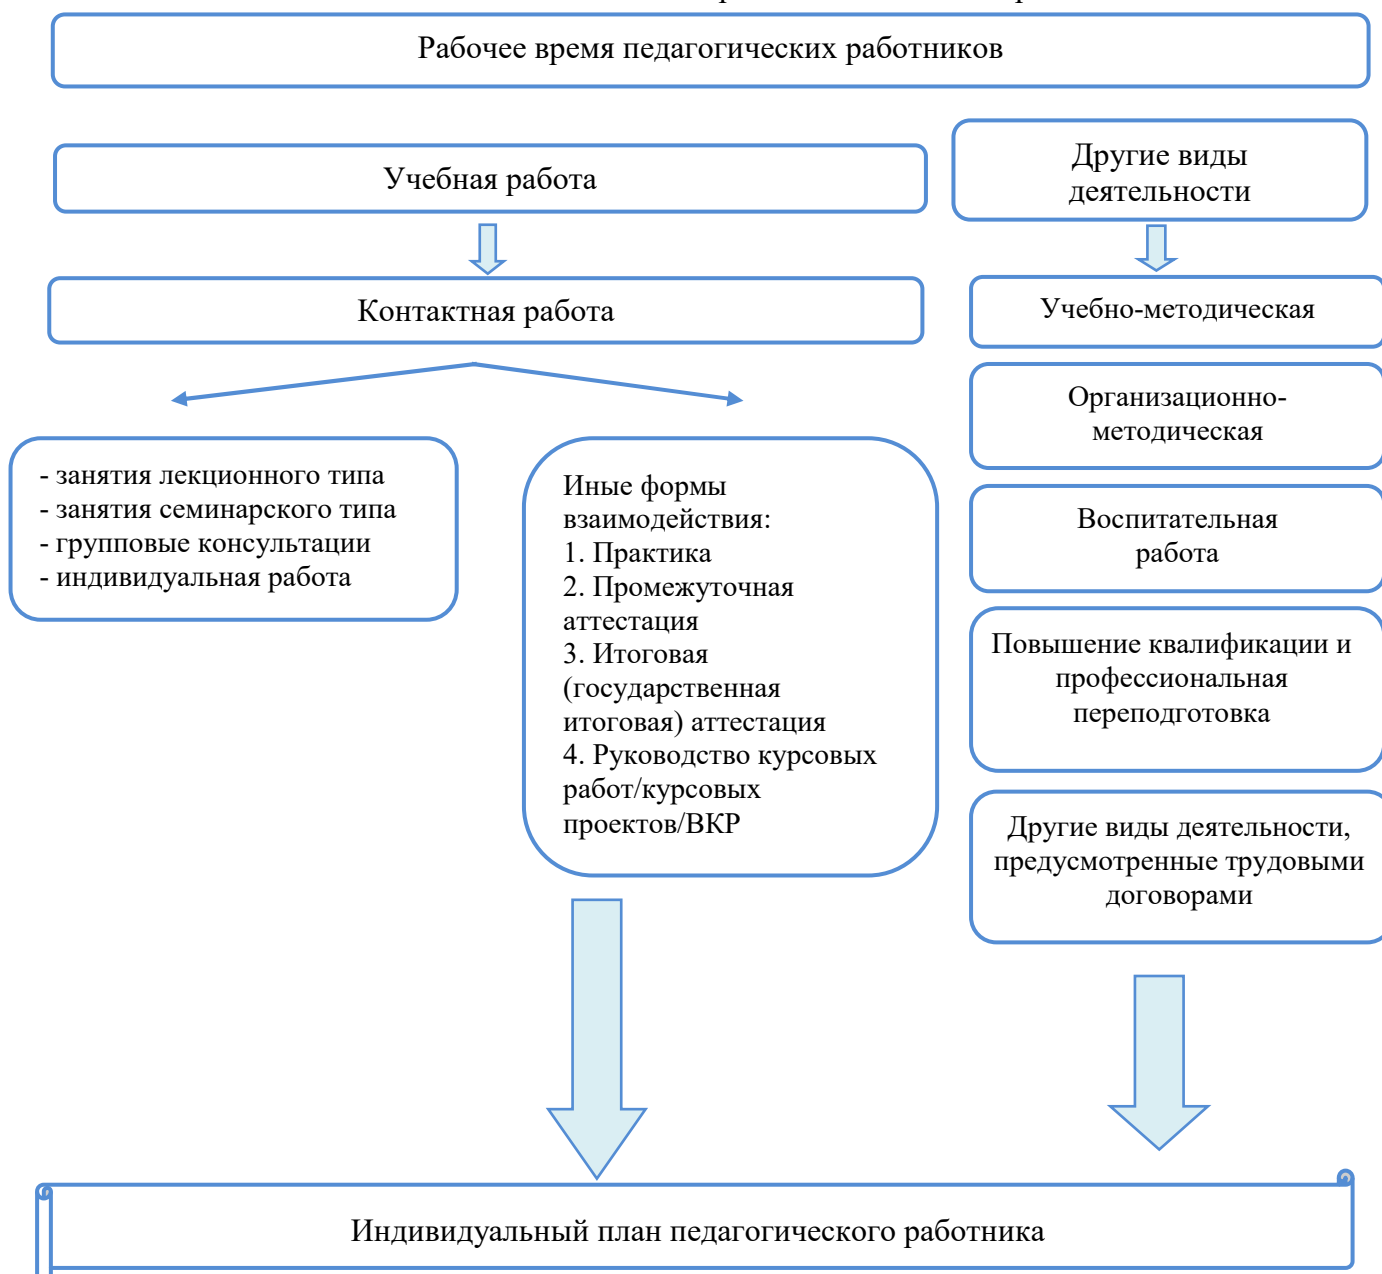 Рабочее время педагогических работников
Учебная работа
Другие виды
деятельности
Контактная работа
- занятия лекционного типа
- занятия семинарского типа
- групповые консультации
- индивидуальная работа
Иные формы
взаимодействия:
1. Практика
2. Промежуточная
аттестация
3. Итоговая
(государственная
итоговая) аттестация
4. Руководство курсовых
работ/курсовых
проектов/ВКР
Учебно-методическая
Организационно-
методическая
Воспитательная
работа
Повышение квалификации и
профессиональная
переподготовка
Другие виды деятельности,
предусмотренные трудовыми
договорами
Индивидуальный план педагогического работника